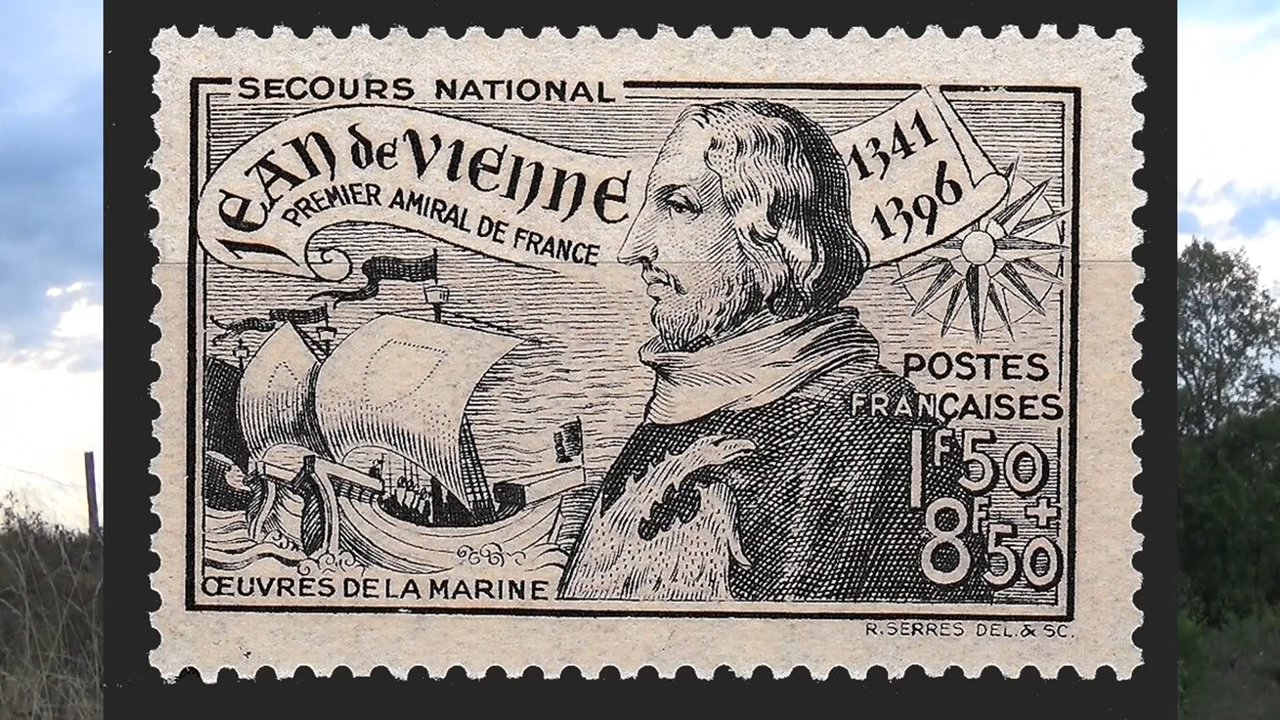 SECOURS NATIONAL
JEAN de VIENNE
PREMIER AMIRAL DE FRANCE
1341
1396
POSTES
FRANÇAISES
1F50
+
8F50
ŒUVRES DE LA MARINE
R. SERRES DEL. & SC.